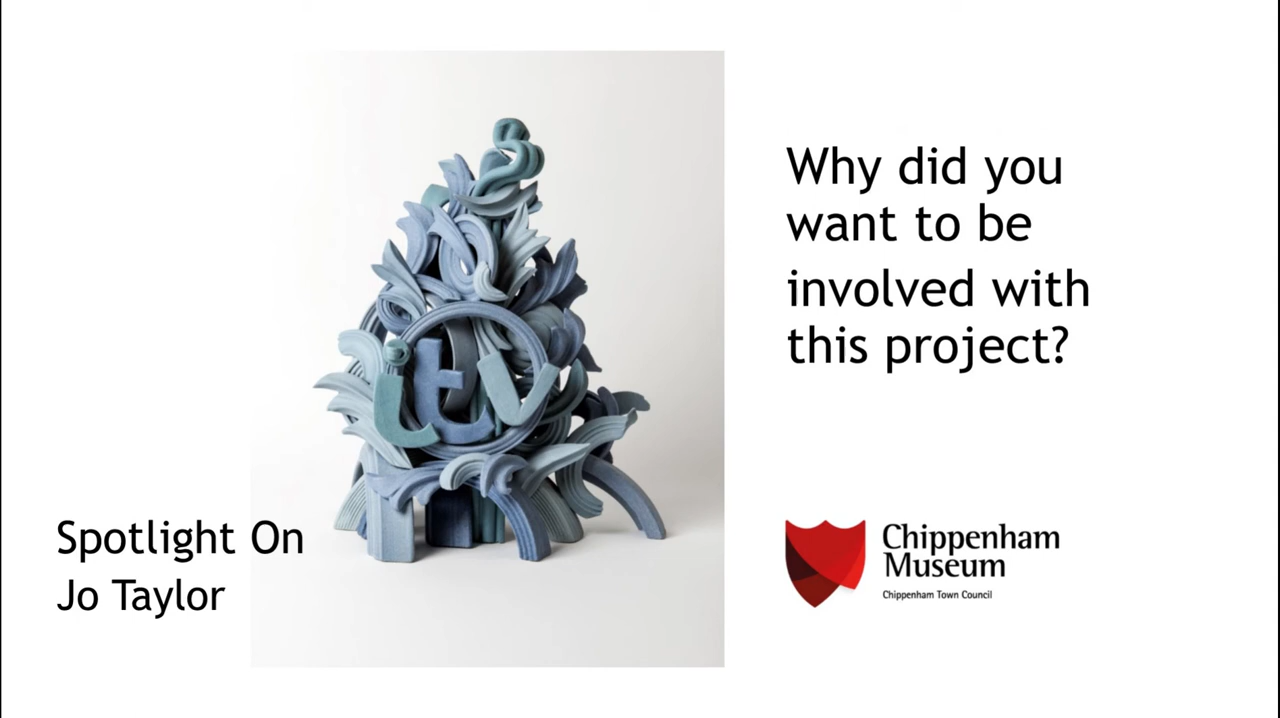 Why did you
want to be
involved with
this project?
itv
Spotlight On
Jo Taylor
Chippenham
Museum
Chippenham Town Council